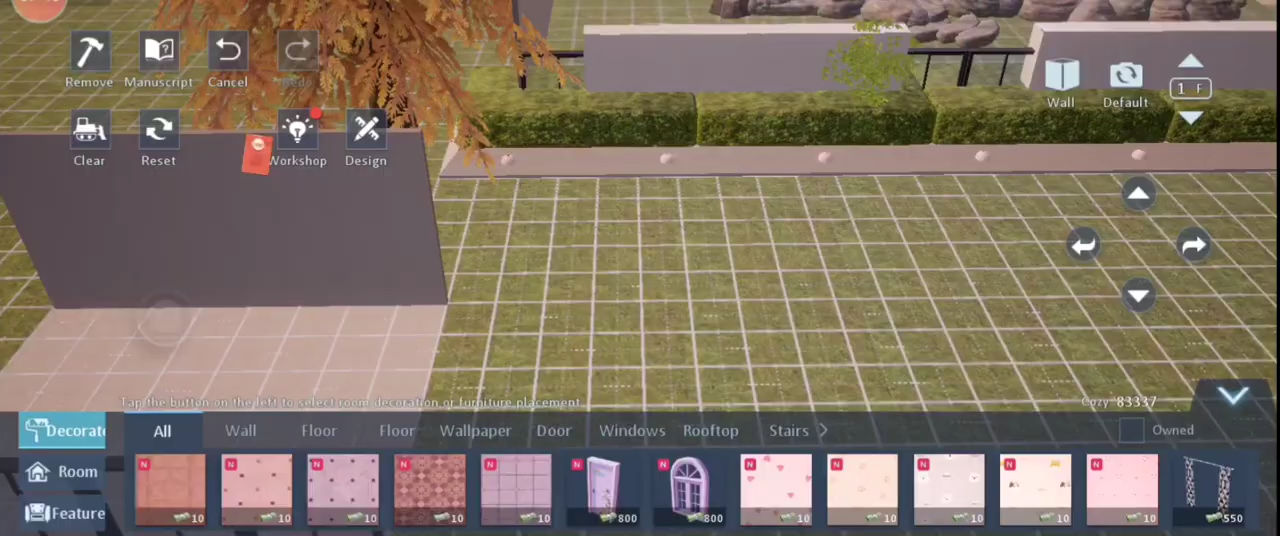 Remove Manuscript Cancel Redo
Wall Default 1 F
Clear Reset Workshop Design
Tap the button on the left to select room decoration or furniture placement
Cozy 83337
Decorate All Wall Floor Floor Wallpaper Door Windows Rooftop Stairs Owned
Room
Feature
N N N N N N N N N N N
10 10 10 10 10 800 800 10 10 10 10 10 550